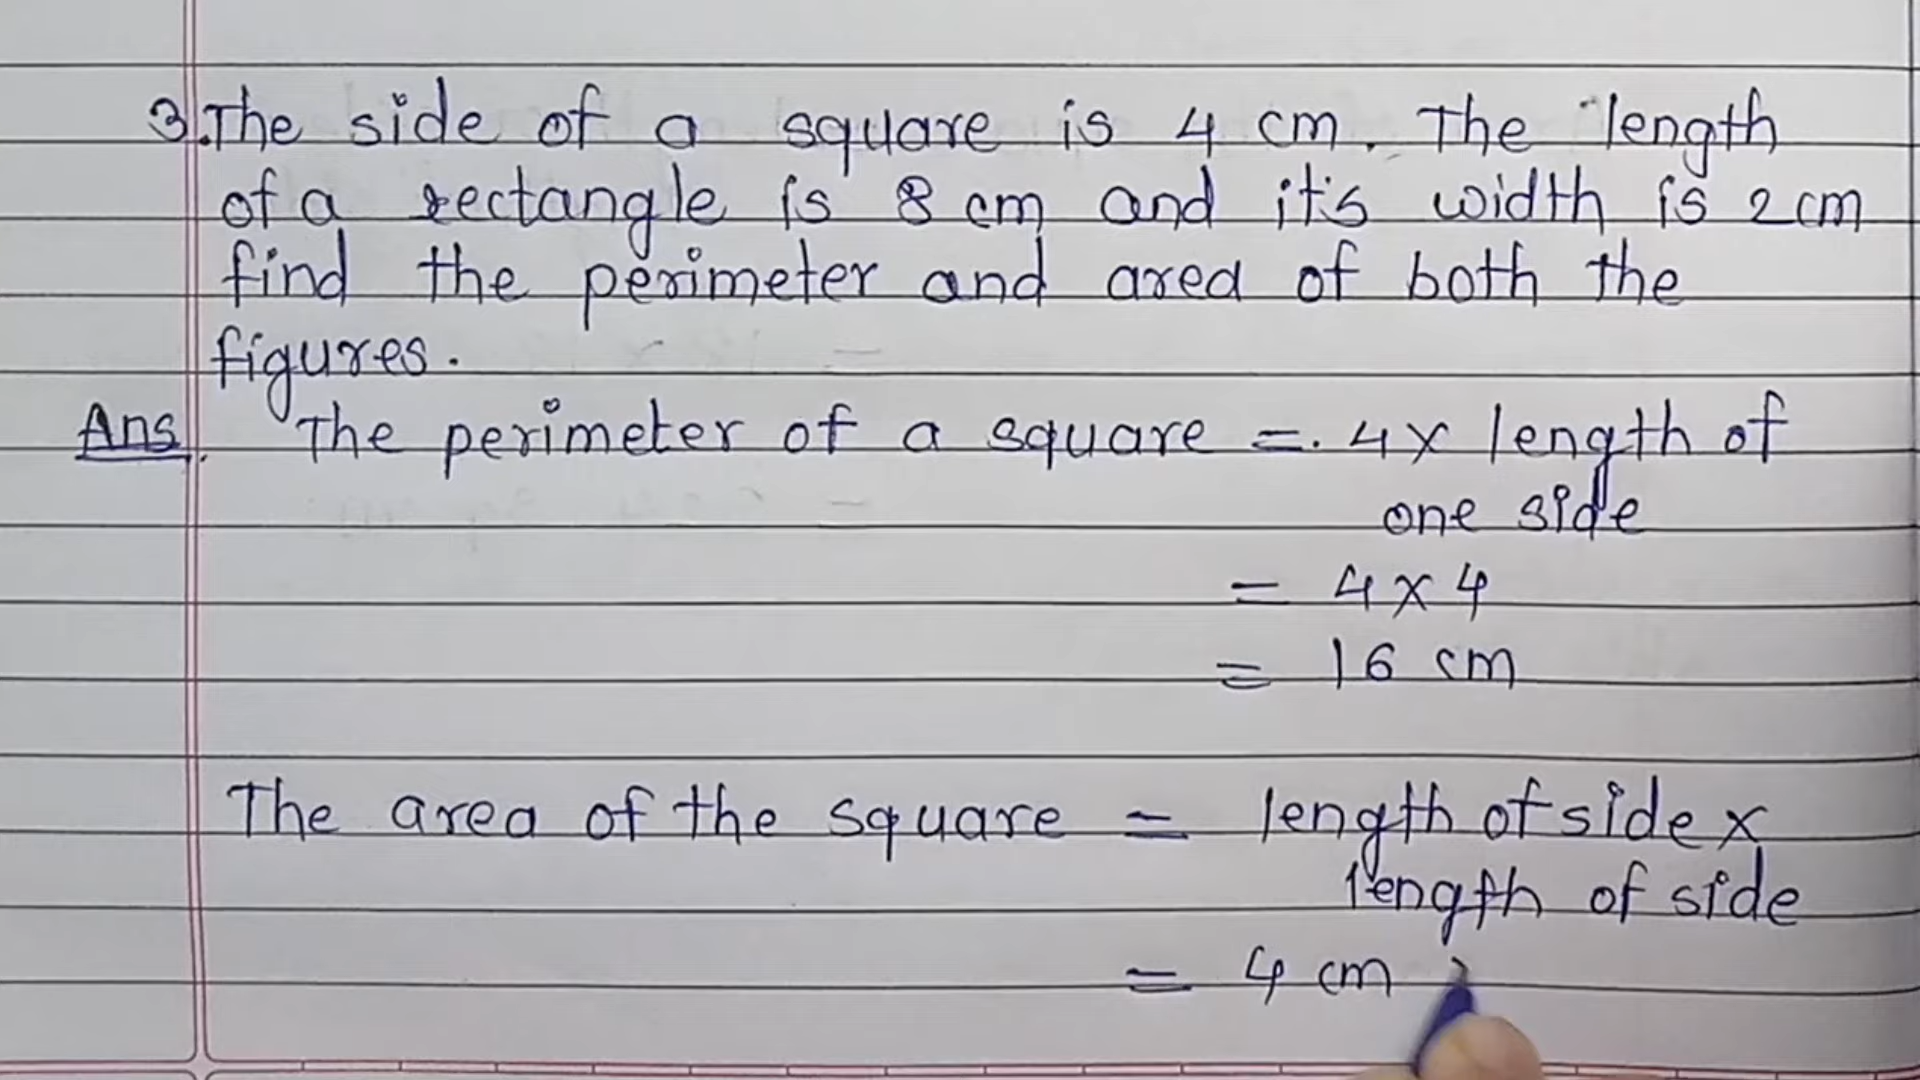 3. The side of a square is 4 cm. The length
of a rectangle is 8 cm and it's width is 2 cm
find the perimeter and area of both the
figures.
Ans. The perimeter of a square = 4 x length of
one side
= 4 x 4
= 16 cm
The area of the square = length of side x
length of side
= 4 cm